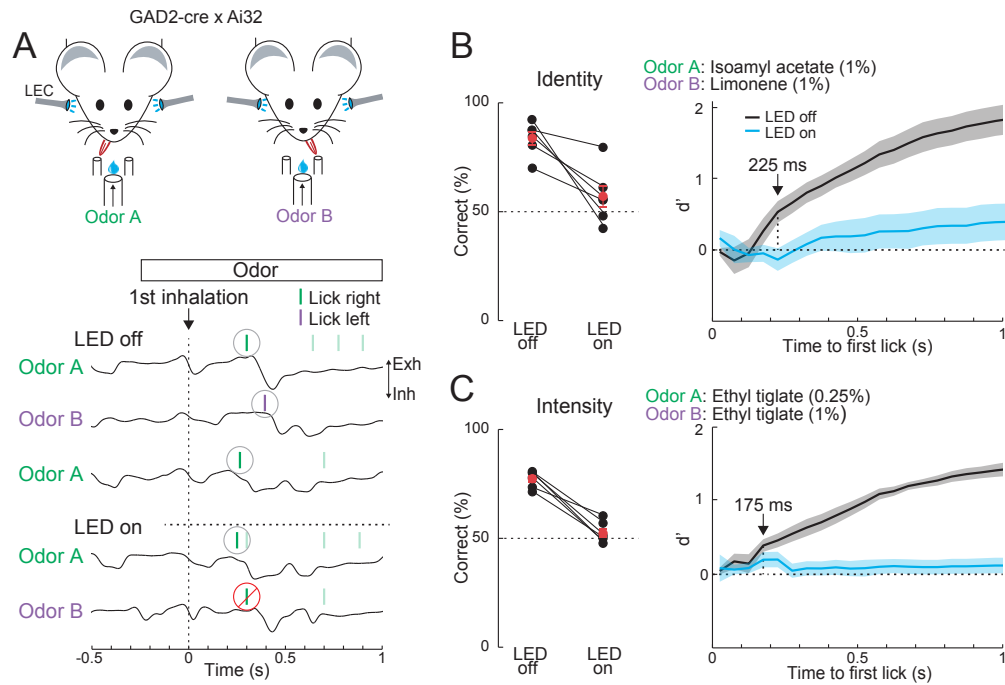 GAD2-cre x Ai32
A
LEC
Odor A
Odor B
Odor
1st inhalation
Lick right
Lick left
LED off
Odor A
Exh
Inh
Odor B
Odor A
LED on
Odor A
Odor B
-0.5
0
0.5
1
Time (s)
B
Identity
Odor A: Isoamyl acetate (1%)
Odor B: Limonene (1%)
100
50
0
Correct (%)
LED
off
LED
on
LED off
LED on
225 ms
2
1
0
d'
0.5
1
Time to first lick (s)
C
Intensity
Odor A: Ethyl tiglate (0.25%)
Odor B: Ethyl tiglate (1%)
100
50
0
Correct (%)
LED
off
LED
on
175 ms
2
1
0
d'
0.5
1
Time to first lick (s)